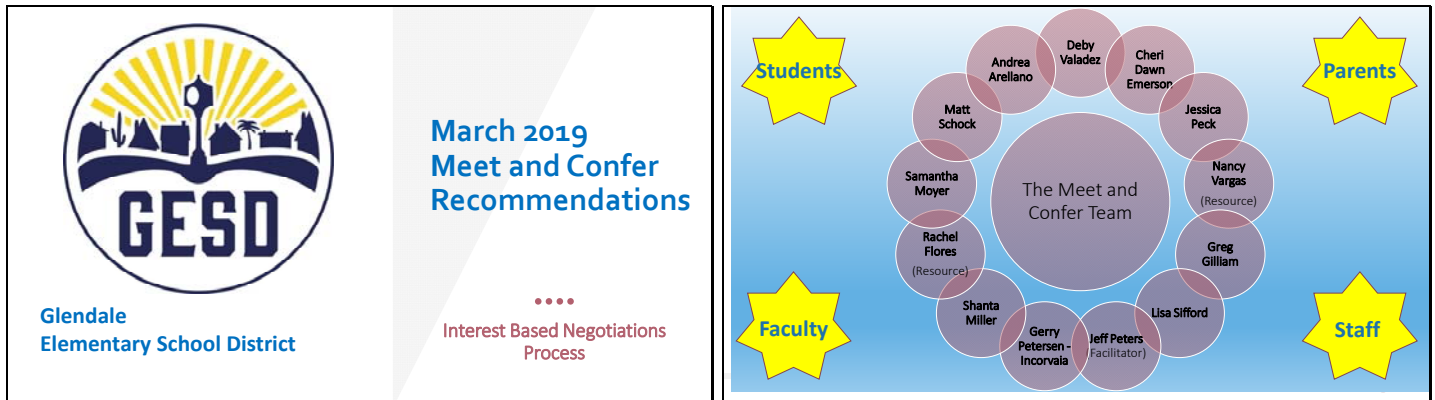 GESD
Glendale
Elementary School District
March 2019
Meet and Confer
Recommendations
Interest Based Negotiations
Process
Students
Parents
Faculty
Staff
The Meet and
Confer Team
Deby
Valadez
Cheri
Dawn
Emerson
Jessica
Peck
Nancy
Vargas
(Resource)
Greg
Gilliam
Lisa Sifford
Jeff Peters
(Facilitator)
Gerry
Petersen -
Incorvaia
Shanta
Miller
Rachel
Flores
(Resource)
Samantha
Moyer
Matt
Schock
Andrea
Arellano